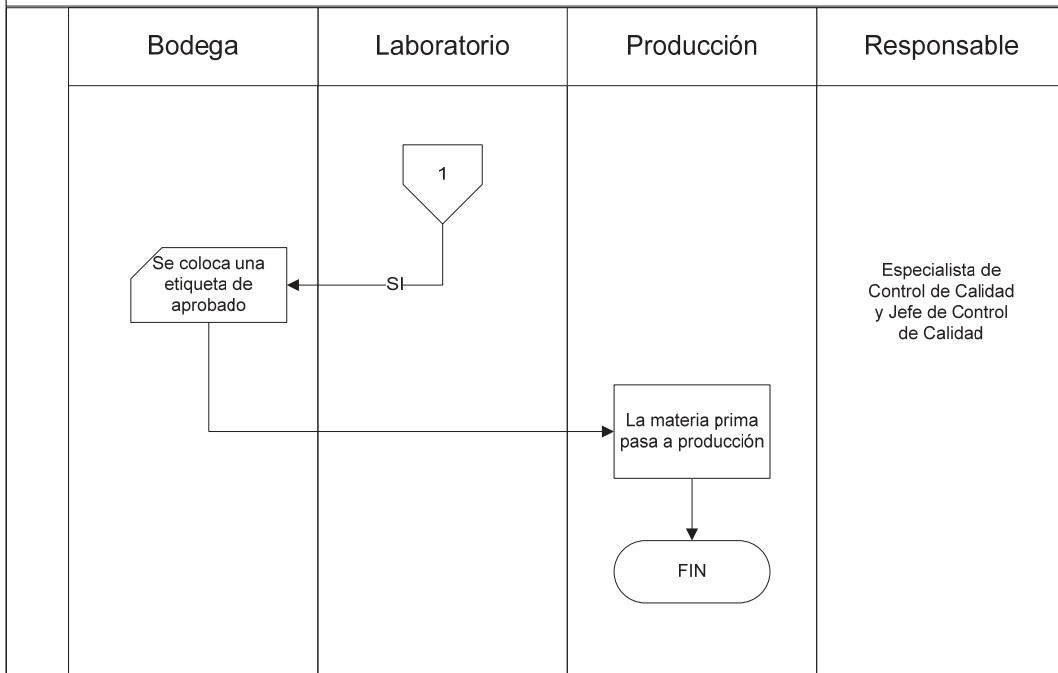 Bodega
Laboratorio
Producción
Responsable
1
SI
Se coloca una
etiqueta de
aprobado
Especialista de
Control de Calidad
y Jefe de Control
de Calidad
La materia prima
pasa a producción
FIN